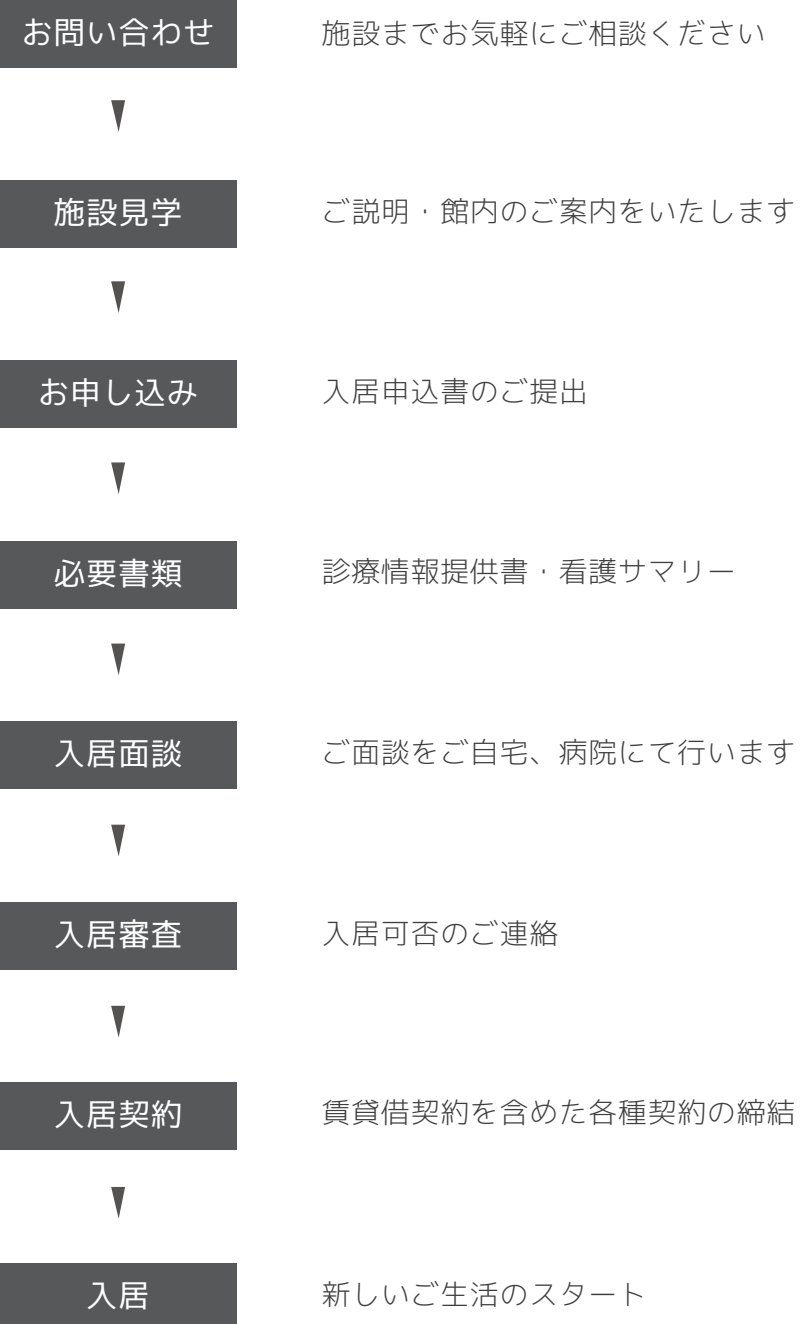 お問い合わせ
施設までお気軽にご相談ください
施設見学
ご説明・館内のご案内をいたします
お申し込み
入居申込書のご提出
必要書類
診療情報提供書・看護サマリー
入居面談
ご面談をご自宅、病院にて行います
入居審査
入居可否のご連絡
入居契約
賃貸借契約を含めた各種契約の締結
入居
新しいご生活のスタート